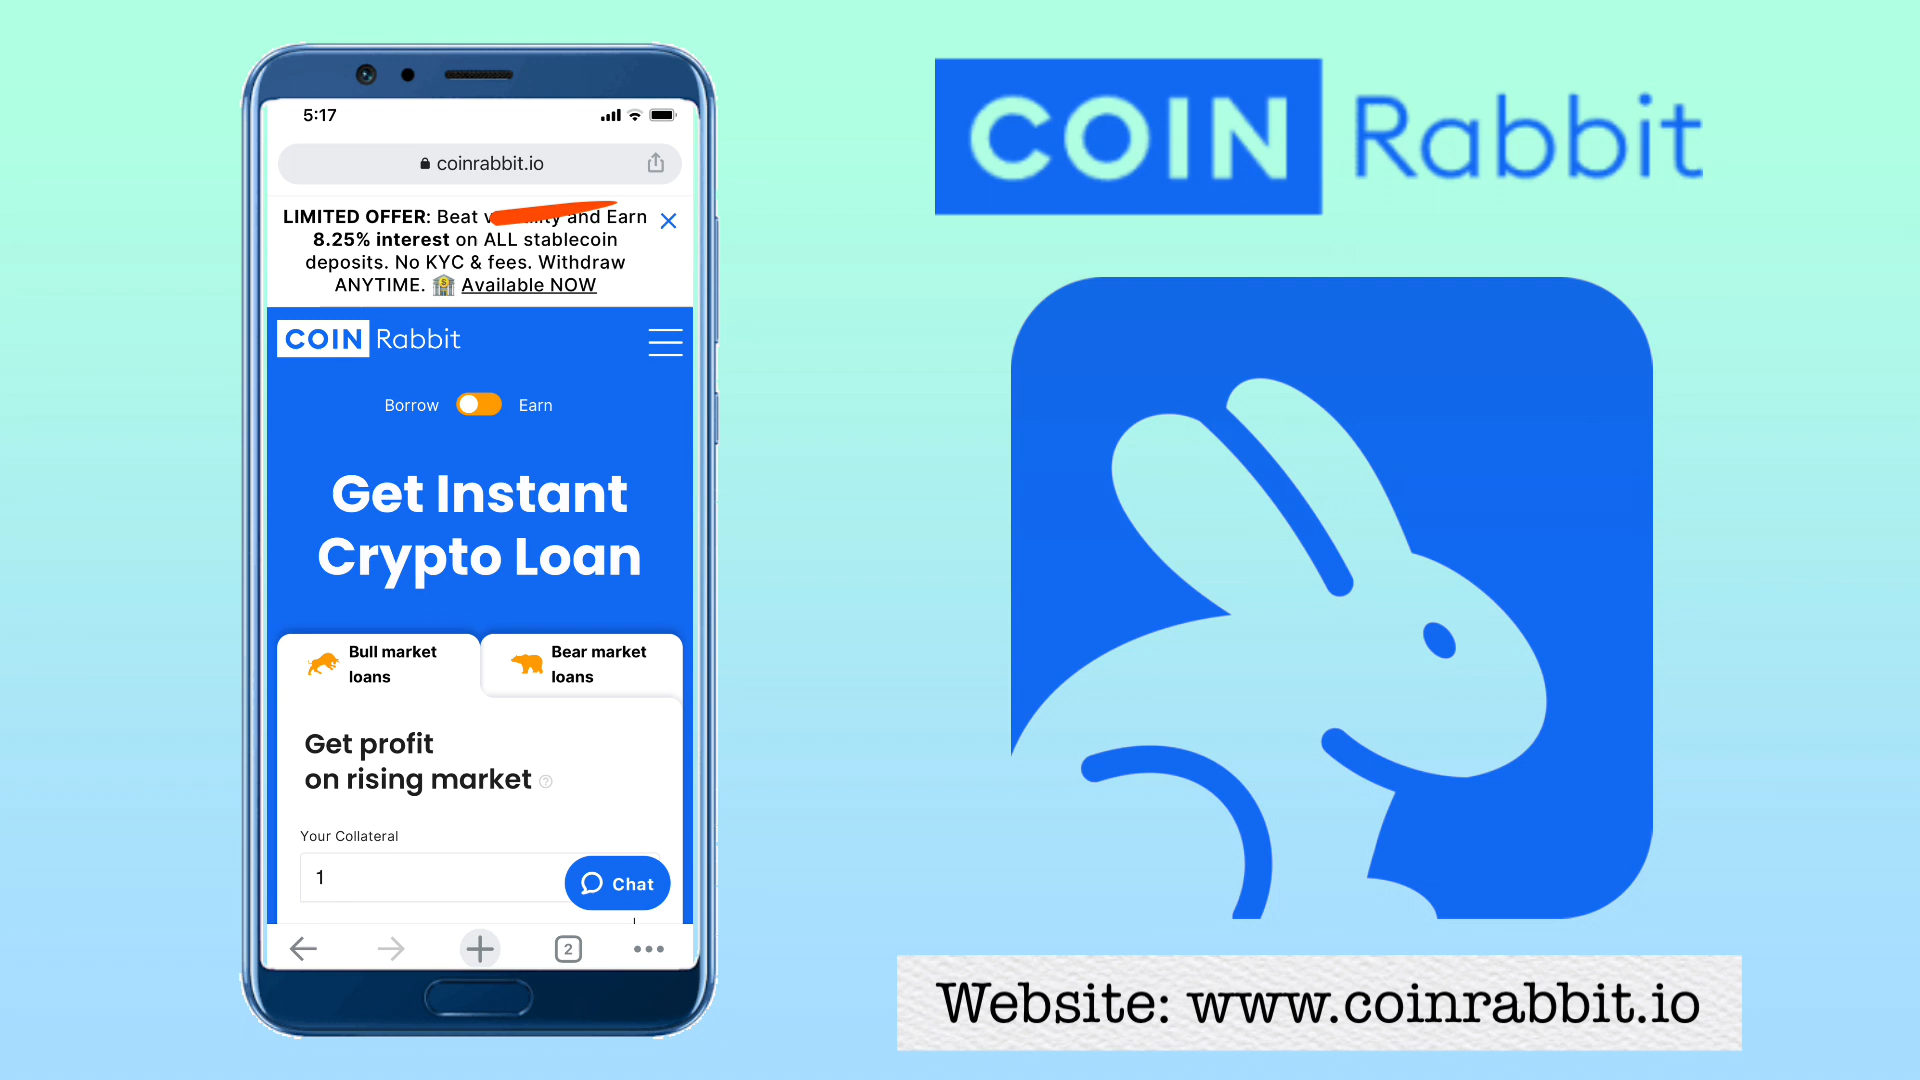 5:17
coinrabbit.io
LIMITED OFFER: Beat and Earn
8.25% interest on ALL stablecoin
deposits. No KYC & fees. Withdraw
ANYTIME. Available NOW
COIN Rabbit
Borrow Earn
Get Instant
Crypto Loan
Bull market
loans
Bear market
loans
Get profit
on rising market ?
Your Collateral
1
Chat
2
COIN Rabbit
Website: www.coinrabbit.io